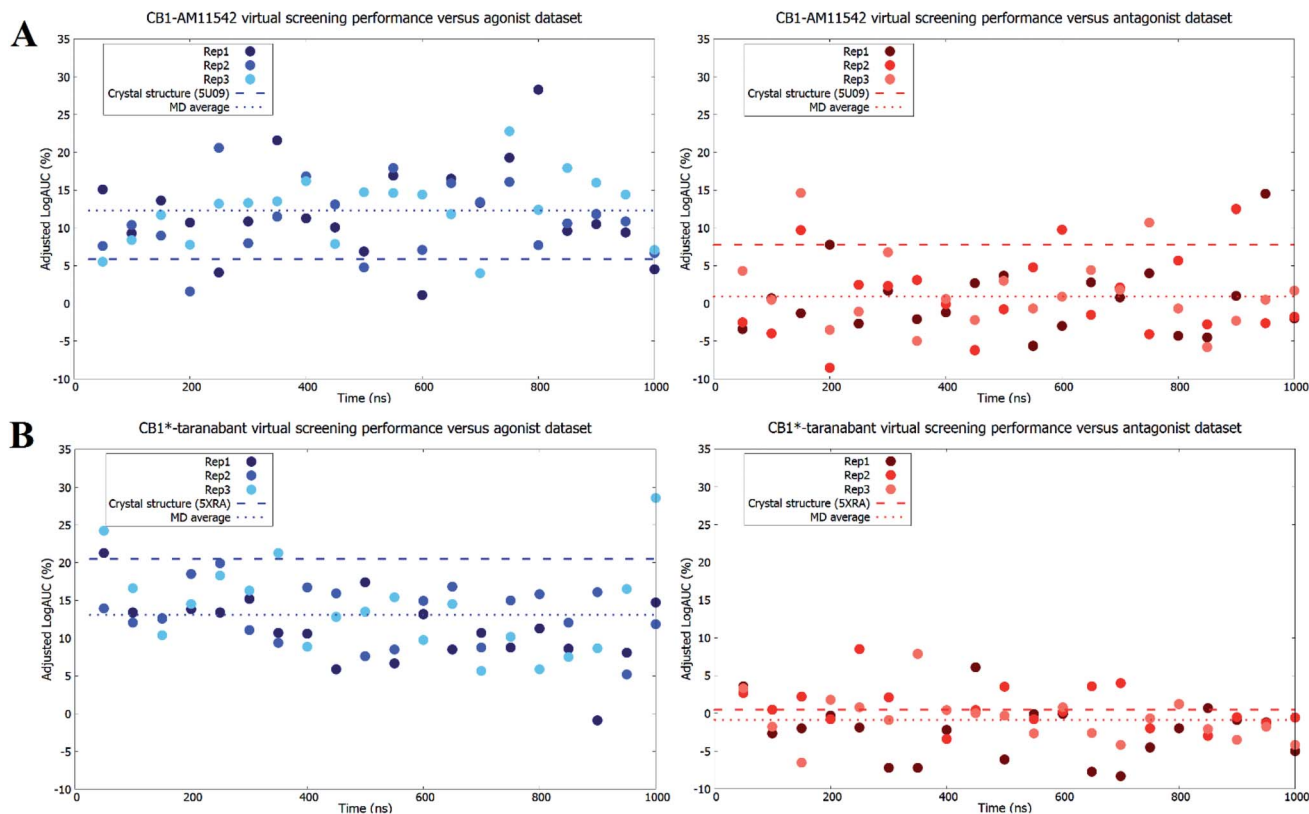 A
CB1-AM11542 virtual screening performance versus agonist dataset
Adjusted LogAUC (%)
35
30
25
20
15
10
5
0
-5
-10
Rep1
Rep2
Rep3
Crystal structure (5U09)
MD average
0 200 400 600 800 1000
Time (ns)
CB1-AM11542 virtual screening performance versus antagonist dataset
Adjusted LogAUC (%)
35
30
25
20
15
10
5
0
-5
-10
Rep1
Rep2
Rep3
Crystal structure (5U09)
MD average
0 200 400 600 800 1000
Time (ns)
B
CB1*-taranabant virtual screening performance versus agonist dataset
Adjusted LogAUC (%)
35
30
25
20
15
10
5
0
-5
-10
Rep1
Rep2
Rep3
Crystal structure (5XRA)
MD average
0 200 400 600 800 1000
Time (ns)
CB1*-taranabant virtual screening performance versus antagonist dataset
Adjusted LogAUC (%)
35
30
25
20
15
10
5
0
-5
-10
Rep1
Rep2
Rep3
Crystal structure (5XRA)
MD average
0 200 400 600 800 1000
Time (ns)